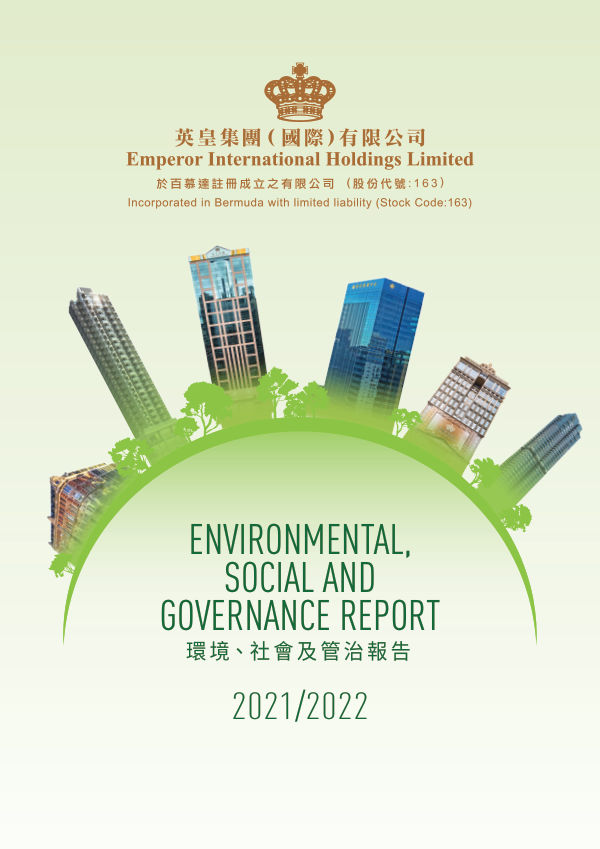 英皇集團(國際)有限公司
Emperor International Holdings Limited
於百慕達註冊成立之有限公司 (股份代號:163)
Incorporated in Bermuda with limited liability (Stock Code:163)
ENVIRONMENTAL,
SOCIAL AND
GOVERNANCE REPORT
環境、社會及管治報告
2021/2022